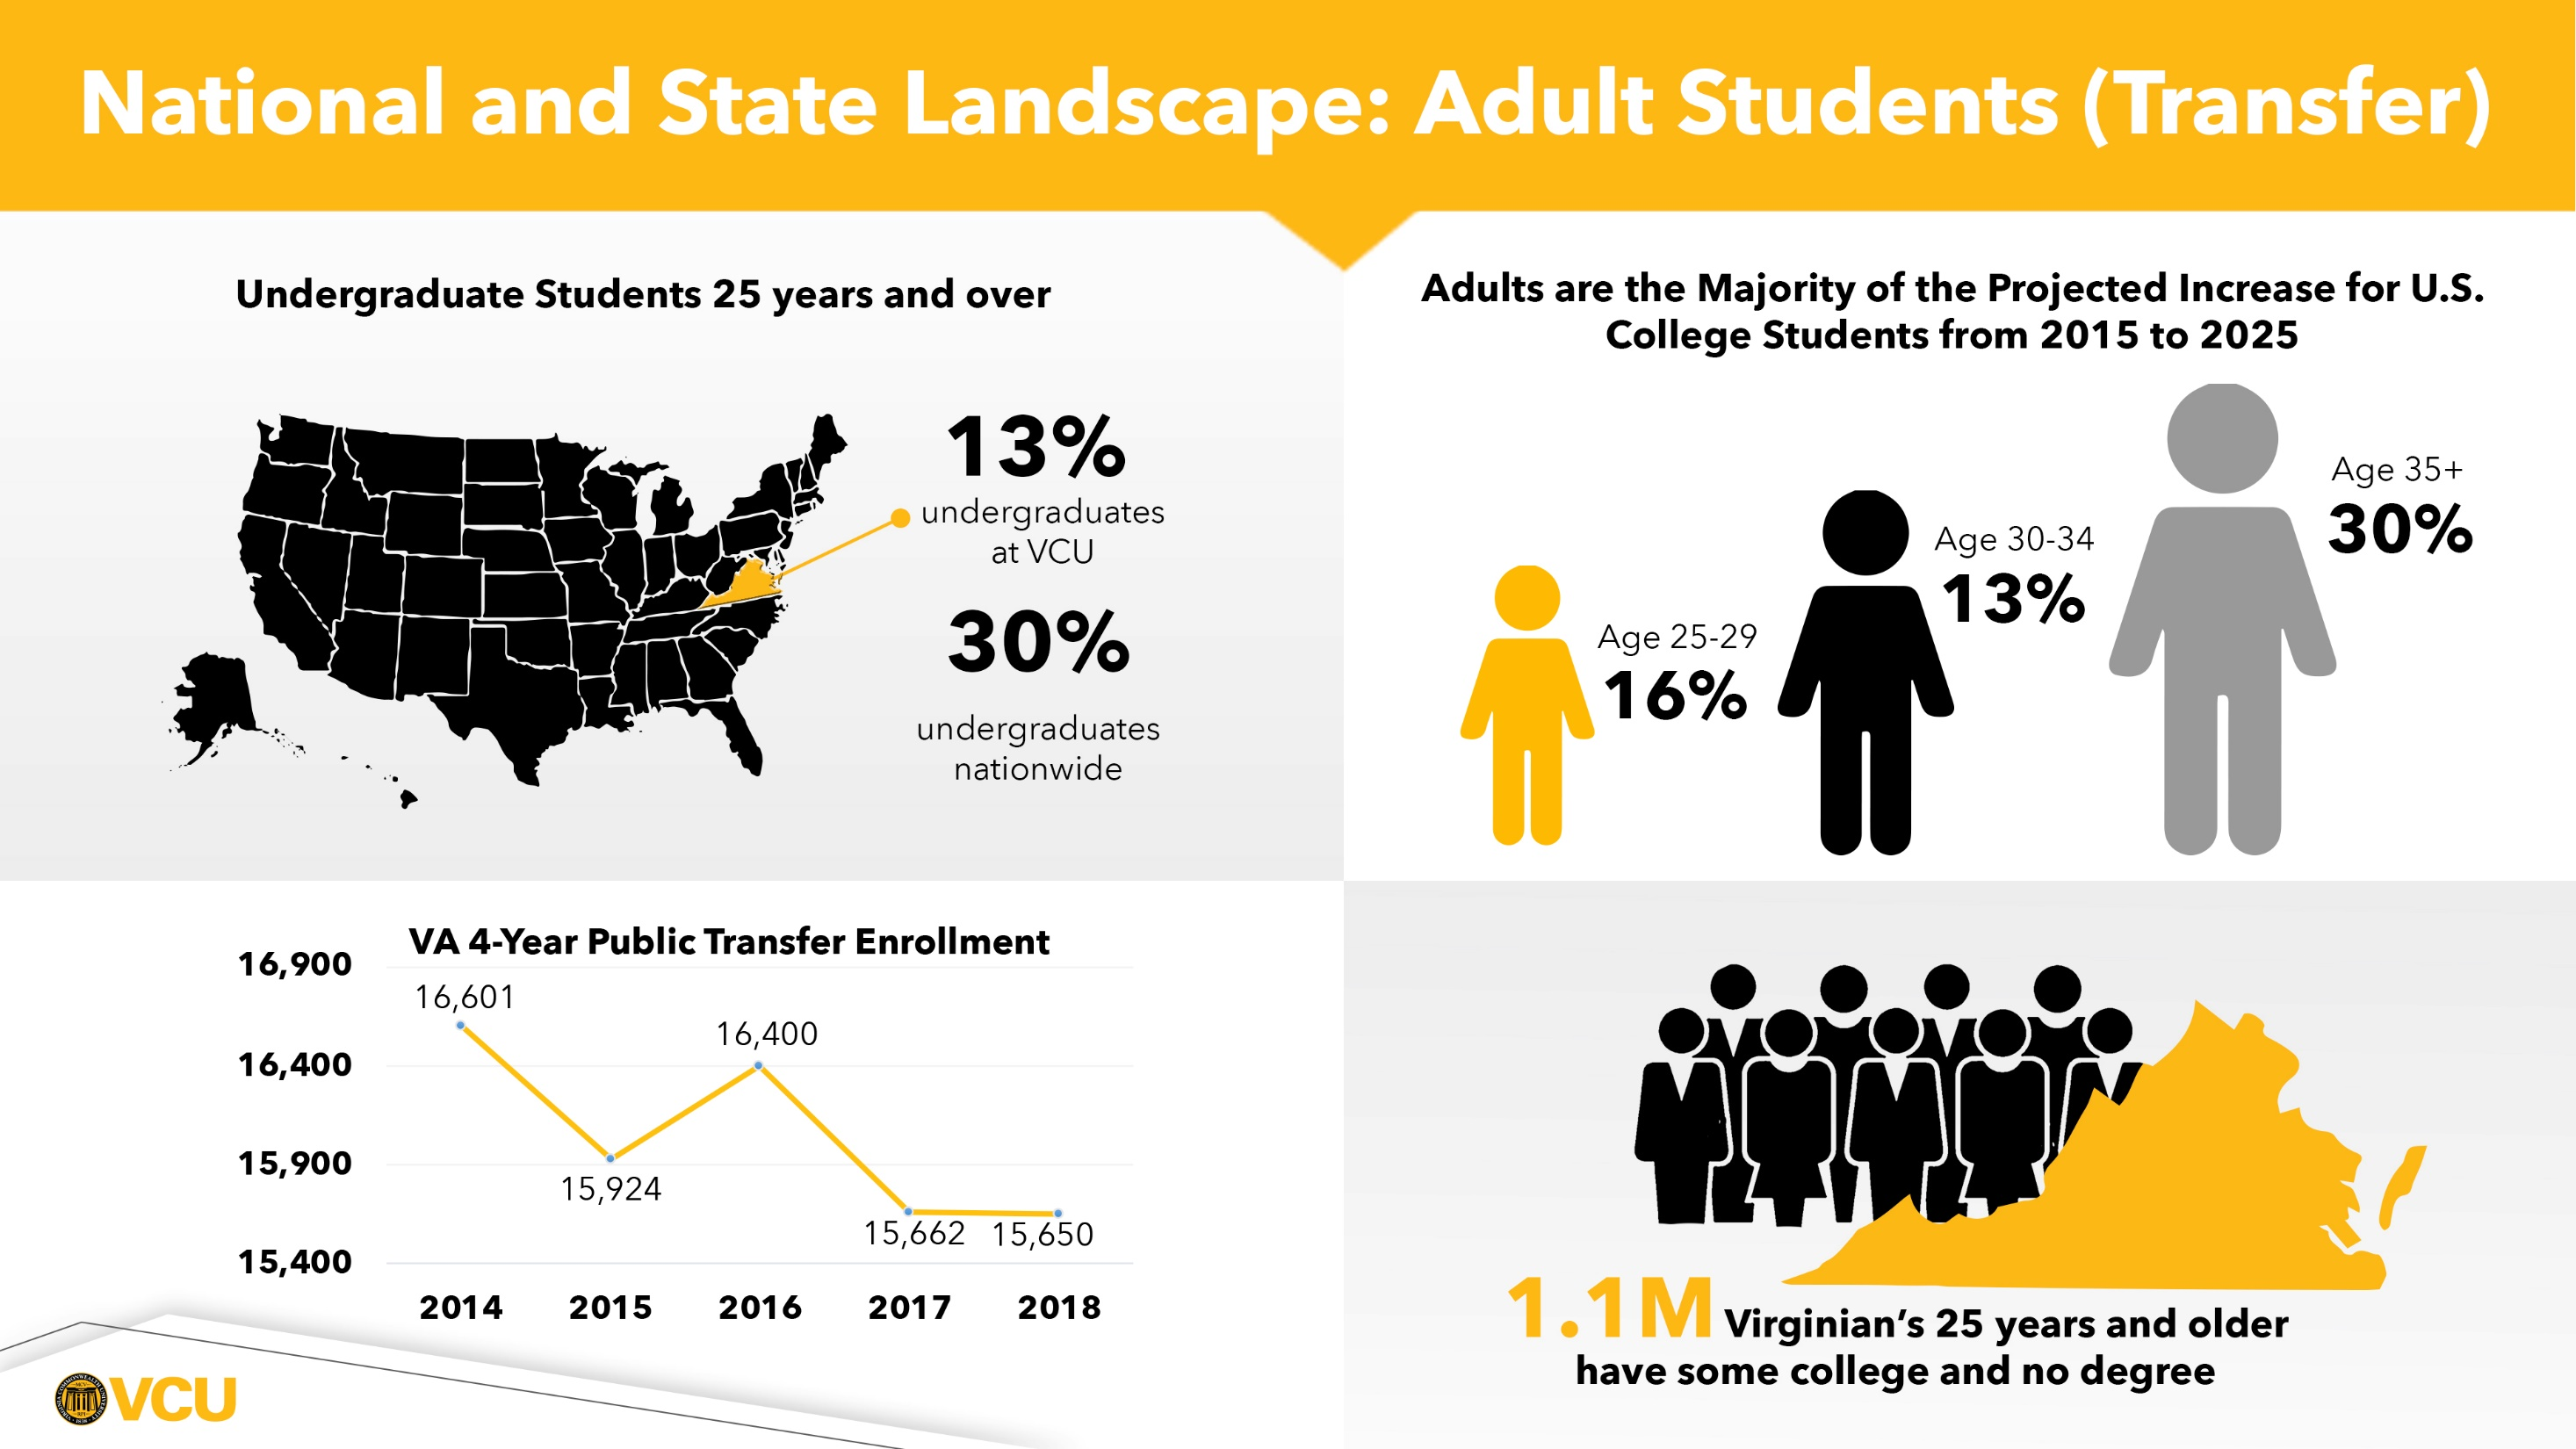 National and State Landscape: Adult Students (Transfer)
Undergraduate Students 25 years and over
13%
undergraduates
at VCU
30%
undergraduates
nationwide
Adults are the Majority of the Projected Increase for U.S.
College Students from 2015 to 2025
Age 25-29
16%
Age 30-34
13%
Age 35+
30%
VA 4-Year Public Transfer Enrollment
16,900
16,400
15,900
15,400
16,601
15,924
16,400
15,662
15,650
2014
2015
2016
2017
2018
1.1M Virginian’s 25 years and older
have some college and no degree
VCU